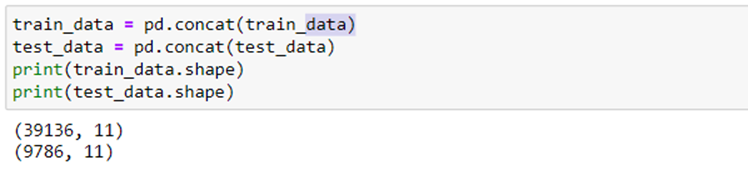 train_data = pd.concat(train_data)
test_data = pd.concat(test_data)
print(train_data.shape)
print(test_data.shape)
(39136, 11)
(9786, 11)